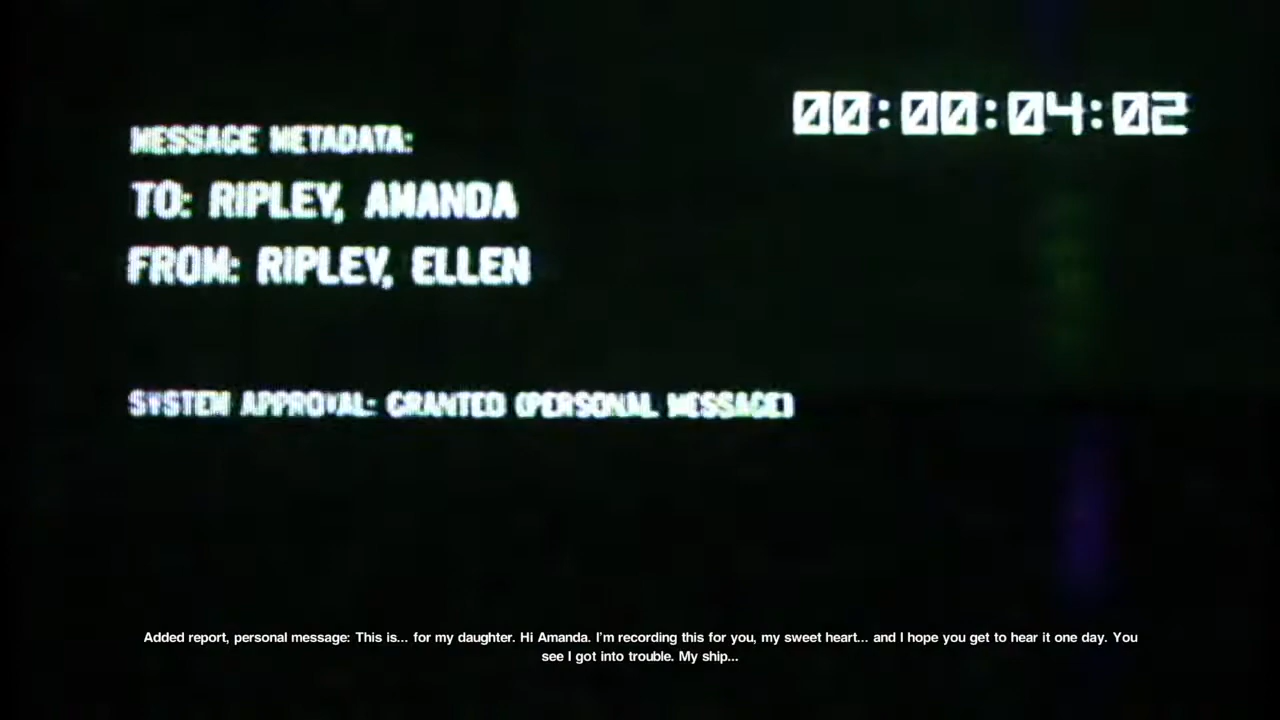 00:00:04:02
MESSAGE METADATA:
TO: RIPLEY, AMANDA
FROM: RIPLEY, ELLEN
SYSTEM APPROVAL: GRANTED (PERSONAL MESSAGE)
Added report, personal message: This is... for my daughter. Hi Amanda. I'm recording this for you, my sweet heart... and I hope you get to hear it one day. You
see I got into trouble. My ship...